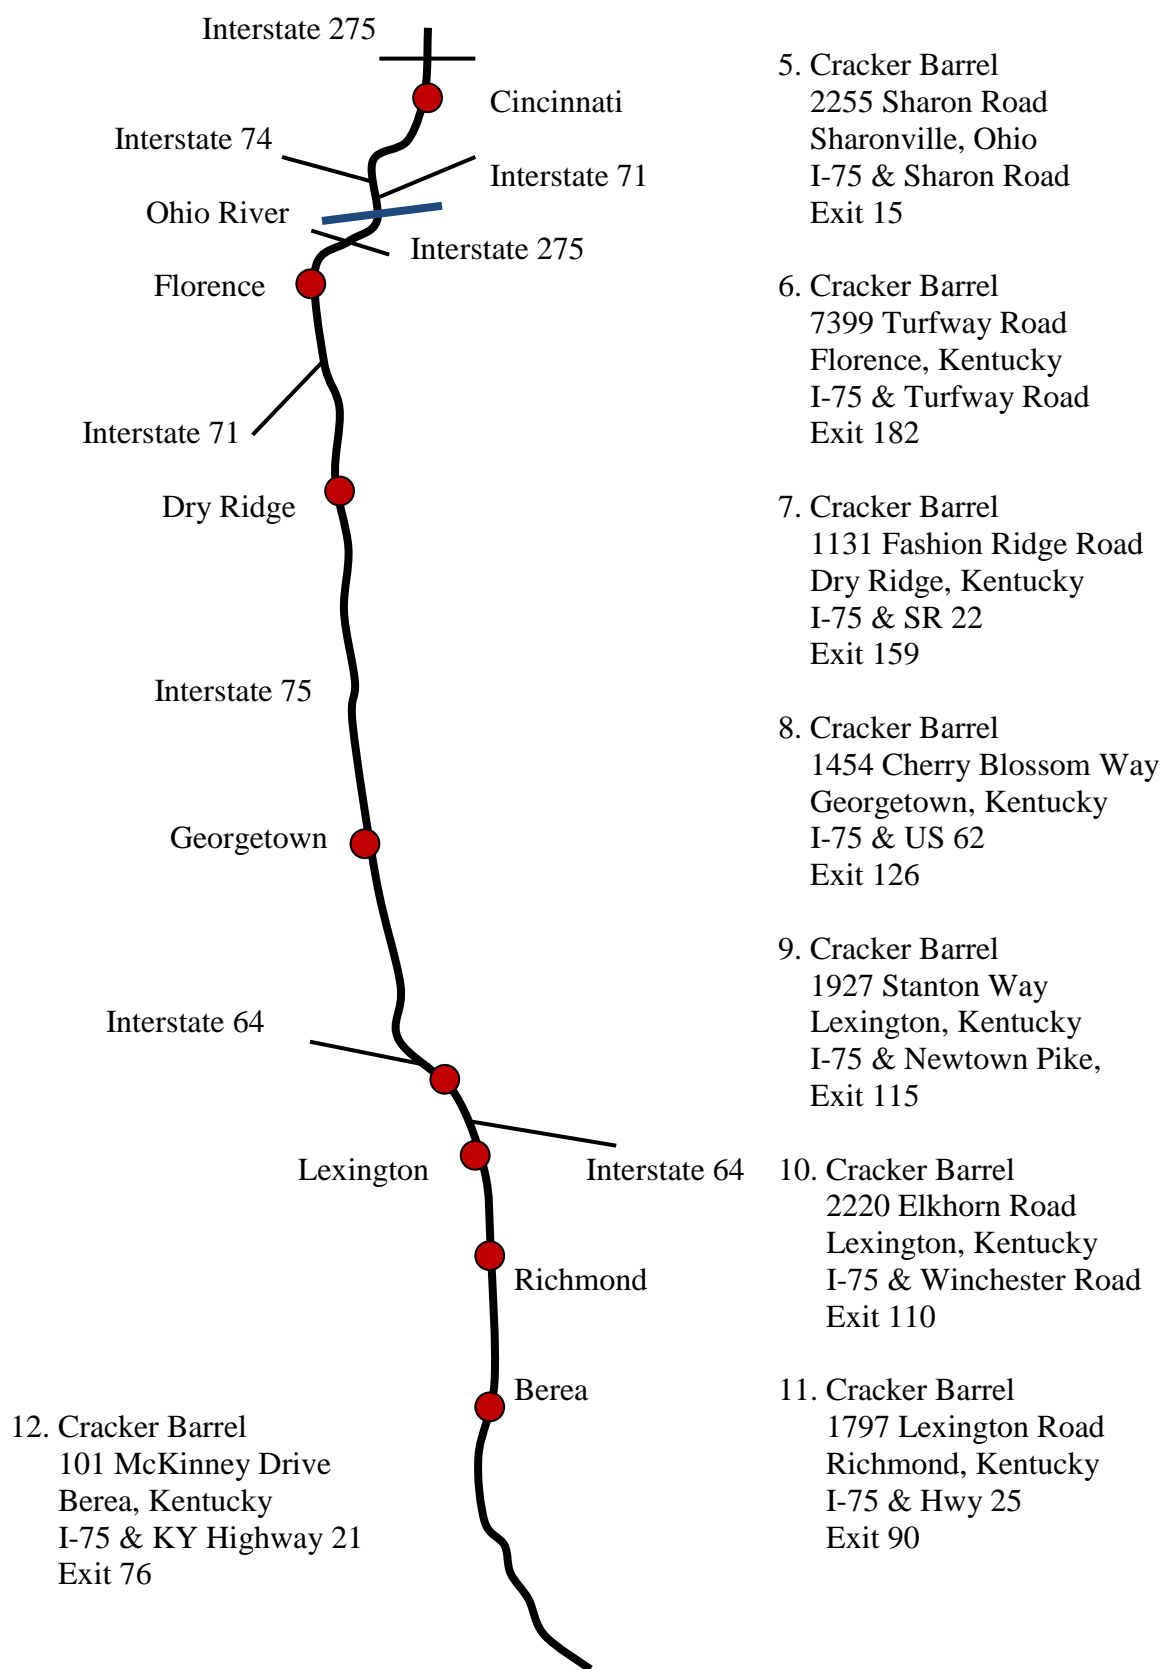 Interstate 275
Cincinnati
Interstate 74
Interstate 71
Ohio River
Interstate 275
Florence
Interstate 71
Dry Ridge
Interstate 75
Georgetown
Interstate 64
Lexington
Interstate 64
Richmond
Berea
5. Cracker Barrel
2255 Sharon Road
Sharonville, Ohio
I-75 & Sharon Road
Exit 15
6. Cracker Barrel
7399 Turfway Road
Florence, Kentucky
I-75 & Turfway Road
Exit 182
7. Cracker Barrel
1131 Fashion Ridge Road
Dry Ridge, Kentucky
I-75 & SR 22
Exit 159
8. Cracker Barrel
1454 Cherry Blossom Way
Georgetown, Kentucky
I-75 & US 62
Exit 126
9. Cracker Barrel
1927 Stanton Way
Lexington, Kentucky
I-75 & Newtown Pike,
Exit 115
10. Cracker Barrel
2220 Elkhorn Road
Lexington, Kentucky
I-75 & Winchester Road
Exit 110
11. Cracker Barrel
1797 Lexington Road
Richmond, Kentucky
I-75 & Hwy 25
Exit 90
12. Cracker Barrel
101 McKinney Drive
Berea, Kentucky
I-75 & KY Highway 21
Exit 76